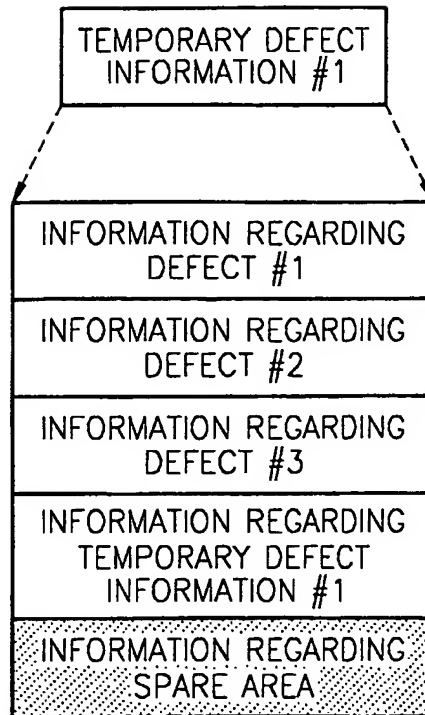 TEMPORARY DEFECT
INFORMATION #1
INFORMATION REGARDING
DEFECT #1
INFORMATION REGARDING
DEFECT #2
INFORMATION REGARDING
DEFECT #3
INFORMATION REGARDING
TEMPORARY DEFECT
INFORMATION #1
INFORMATION REGARDING
SPARE AREA